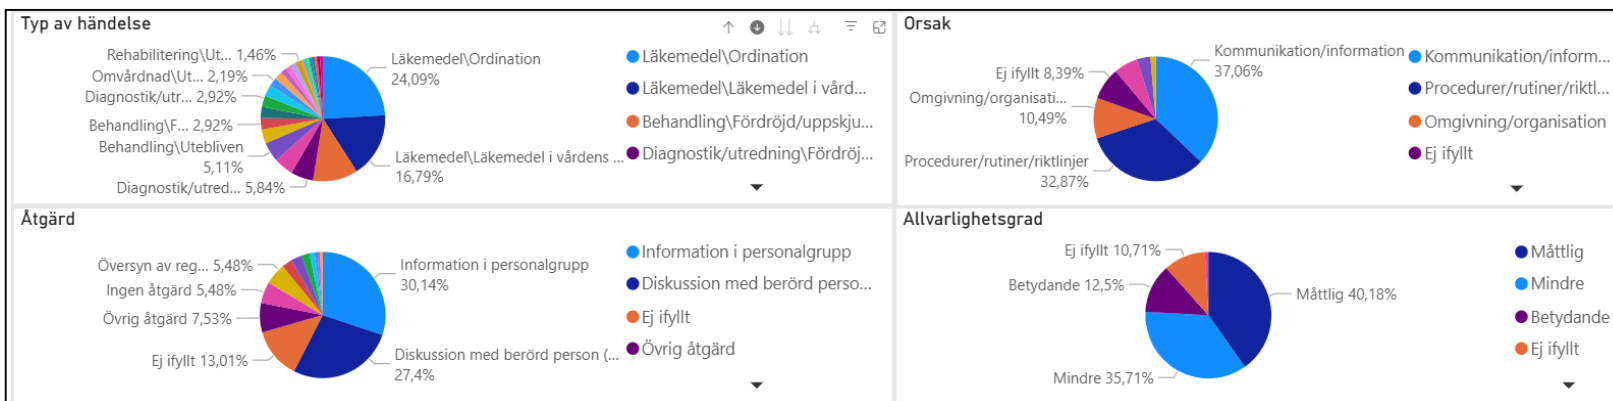 Typ av händelse
Rehabilitering\Ut... 1,46%
Omvårdnad\Ut... 2,19%
Diagnostik/utr... 2,92%
Behandling\F... 2,92%
Behandling\Utebliven
5,11%
Diagnostik/utred... 5,84%
Läkemedel\Ordination
24,09%
Läkemedel\Läkemedel i vårdens ...
16,79%
Läkemedel\Ordination
Läkemedel\Läkemedel i vård...
Behandling\Fördröjd/uppskju...
Diagnostik/utredning\Fördröj...
Orsak
Ej ifyllt 8,39%
Omgivning/organisati...
10,49%
Procedurer/rutiner/riktlinjer
32,87%
Kommunikation/information
37,06%
Kommunikation/inform...
Procedurer/rutiner/riktl...
Omgivning/organisation
Ej ifyllt
Åtgärd
Översyn av reg... 5,48%
Ingen åtgärd 5,48%
Övrig åtgärd 7,53%
Ej ifyllt 13,01%
Information i personalgrupp
30,14%
Diskussion med berörd person (...
27,4%
Information i personalgrupp
Diskussion med berörd perso...
Ej ifyllt
Övrig åtgärd
Allvarlighetsgrad
Ej ifyllt 10,71%
Betydande 12,5%
Mindre 35,71%
Måttlig 40,18%
Måttlig
Mindre
Betydande
Ej ifyllt